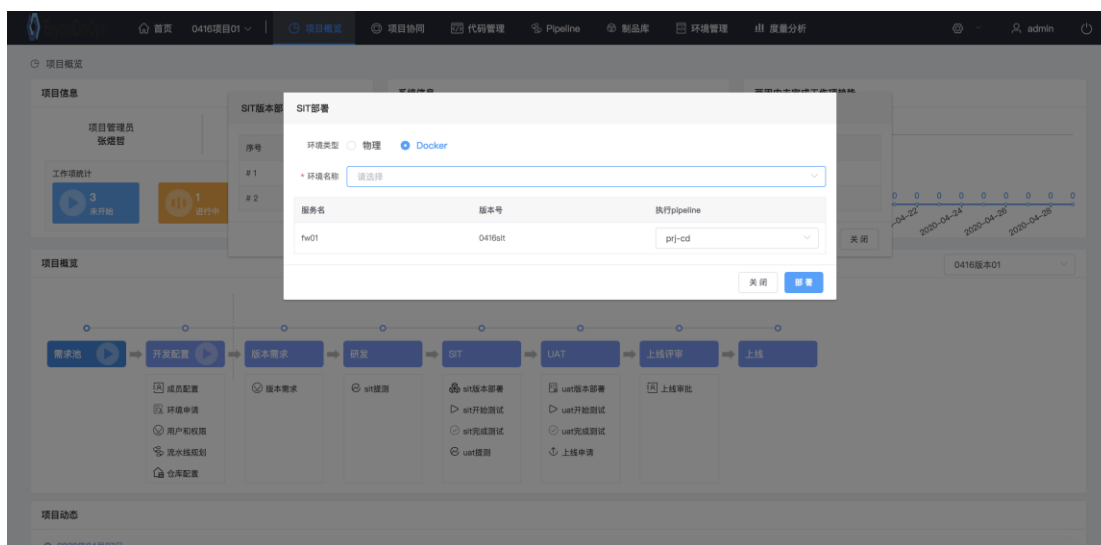 首页 0416项目01 项目概览 项目协同 代码管理 Pipeline 制品库 环境管理 度量分析 admin
项目概览
项目信息
项目管理员
张煜哲
工作项统计
3
未开始
1
进行中
SIT版本部
序号
# 1
# 2
关闭
SIT部署
环境类型 物理 Docker
* 环境名称 请选择
服务名 版本号 执行pipeline
fw01 0416sit prj-cd
关闭 部署
0 0 0 0 0 0 0 0 0
2020-04-24 2020-04-26 2020-04-28
项目概览 0416版本01
需求池 开发配置 版本需求 研发 SIT UAT 上线评审 上线
成员配置 版本需求 sit提测 sit版本部署 uat版本部署 上线审批
环境申请 sit开始测试 uat开始测试
用户和权限 sit完成测试 uat完成测试
流水线规划 uat提测 上线申请
仓库配置
项目动态